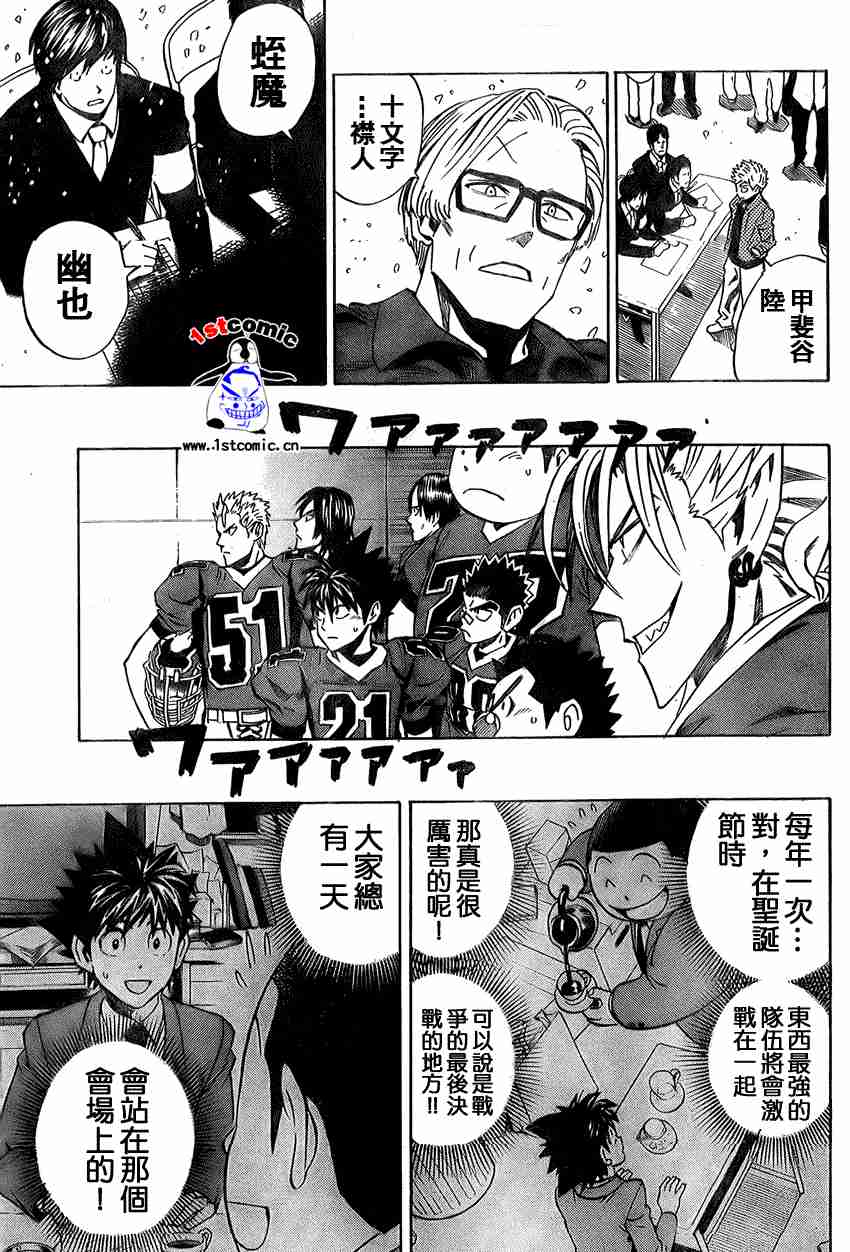 甲斐谷
陸
十文字
…襟人
蛭魔
幽也
1stcomic
www.1stcomic.cn
ワァァァァァァァァ
51
21
ワァァァァァァ
每年一次…
對，在聖誕
節時
東西最強的
隊伍將會激
戰在一起
那真是很
厲害的呢！
可以說是戰
爭的最後決
戰的地方!!
大家總
有一天
會站在那個
會場上的！